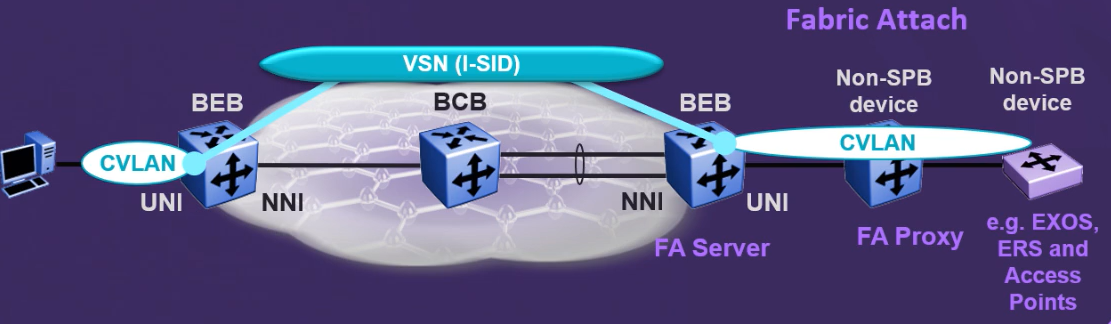 Fabric Attach
VSN (I-SID)
BEB
BCB
BEB
Non-SPB
device
Non-SPB
device
CVLAN
CVLAN
UNI
NNI
NNI
UNI
FA Server
FA Proxy
e.g. EXOS,
ERS and
Access
Points